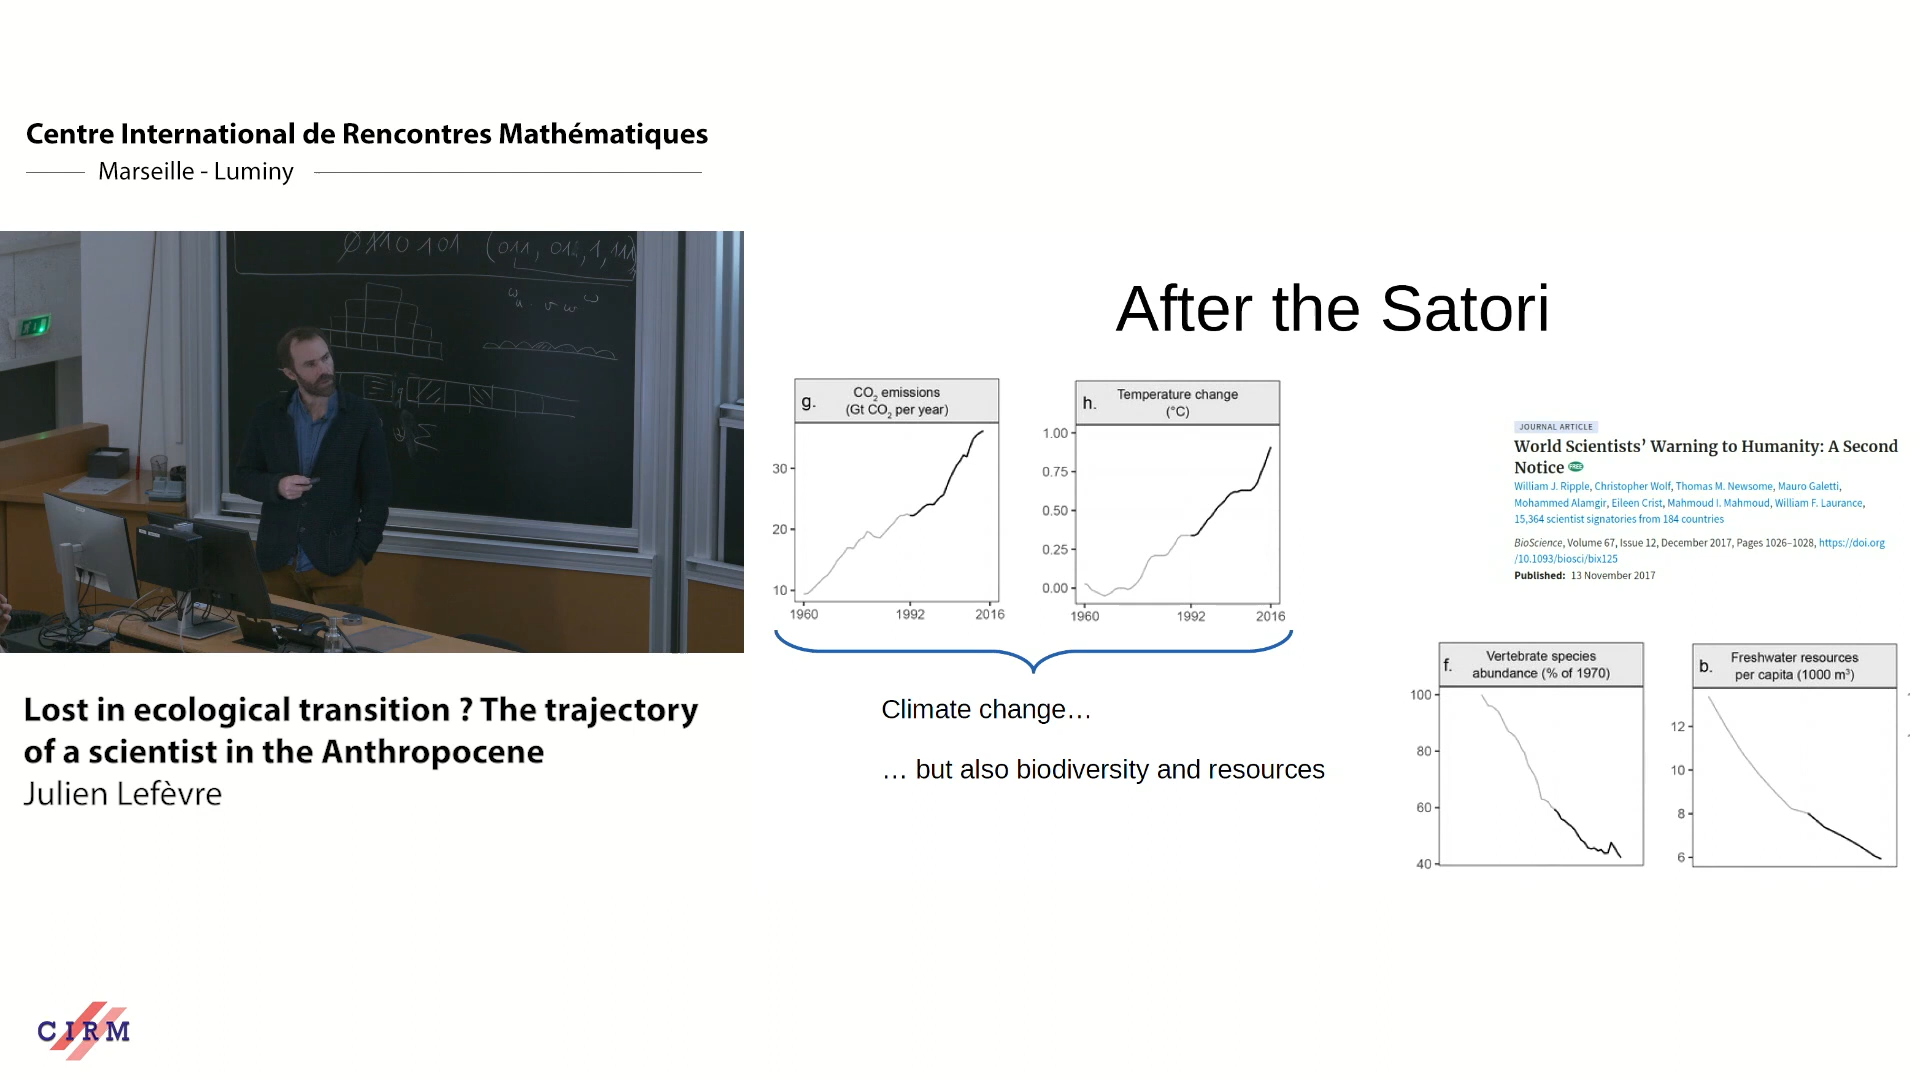 Centre International de Rencontres Mathématiques
Marseille - Luminy
Lost in ecological transition ? The trajectory
of a scientist in the Anthropocene
Julien Lefèvre
CIRM
After the Satori
g.
CO₂ emissions
(Gt CO₂ per year)
30
20
10
1960
1992
2016
h.
Temperature change
(°C)
1.00
0.75
0.50
0.25
0.00
1960
1992
2016
Climate change…
… but also biodiversity and resources
JOURNAL ARTICLE
World Scientists’ Warning to Humanity: A Second
Notice FREE
William J. Ripple, Christopher Wolf, Thomas M. Newsome, Mauro Galetti,
Mohammed Alamgir, Eileen Crist, Mahmoud I. Mahmoud, William F. Laurance,
15,364 scientist signatories from 184 countries
BioScience, Volume 67, Issue 12, December 2017, Pages 1026–1028, https://doi.org
/10.1093/biosci/bix125
Published: 13 November 2017
f.
Vertebrate species
abundance (% of 1970)
100
80
60
40
b.
Freshwater resources
per capita (1000 m³)
12
10
8
6